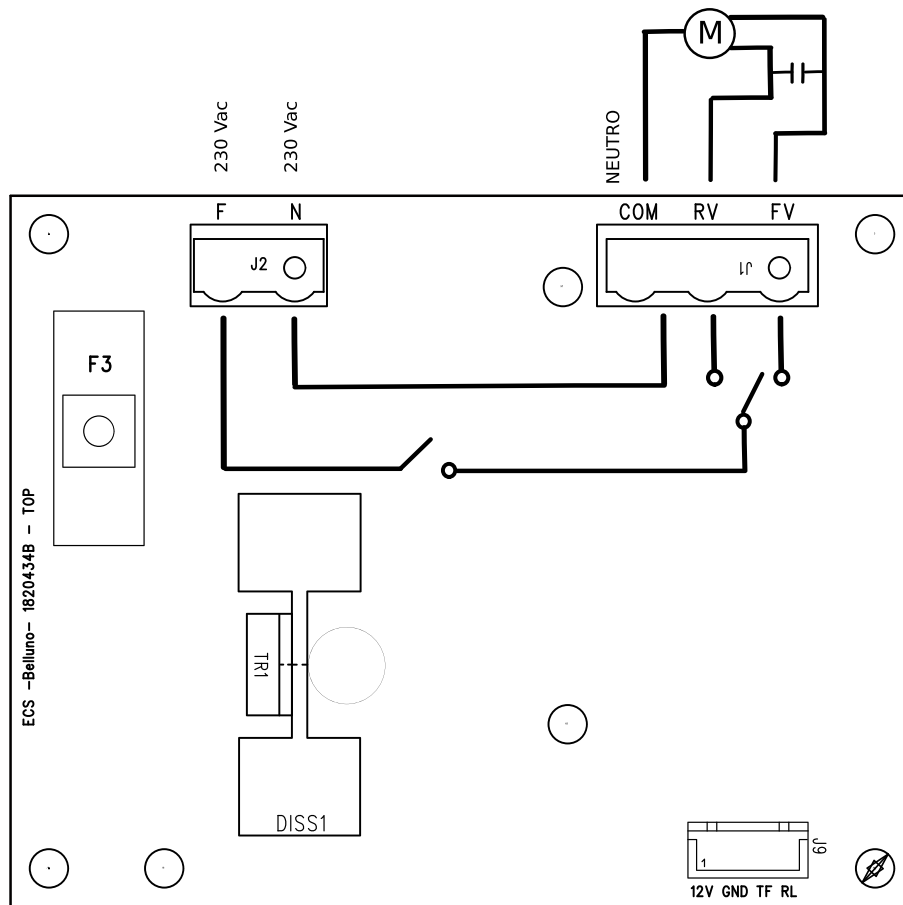 M
230 Vac
230 Vac
NEUTRO
F N
COM RV FV
J2
J1
F3
ECS -Belluno- 1820434B - TOP
TR1
DISS1
J9
1
12V GND TF RL